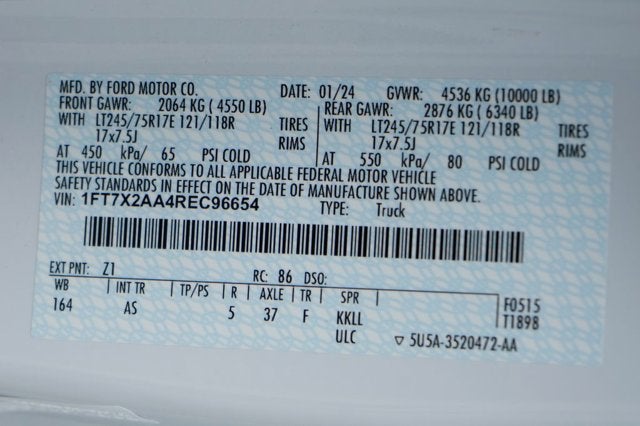 MFD. BY FORD MOTOR CO. DATE: 01/24 GVWR: 4536 KG (10000 LB)
FRONT GAWR: 2064 KG ( 4550 LB) REAR GAWR: 2876 KG ( 6340 LB)
WITH LT245/75R17E 121/118R TIRES WITH LT245/75R17E 121/118R TIRES
17x7.5J RIMS 17x7.5J RIMS
AT 450 kPa/ 65 PSI COLD AT 550 kPa/ 80 PSI COLD
THIS VEHICLE CONFORMS TO ALL APPLICABLE FEDERAL MOTOR VEHICLE
SAFETY STANDARDS IN EFFECT ON THE DATE OF MANUFACTURE SHOWN ABOVE.
VIN: 1FT7X2AA4REC96654 TYPE: Truck
EXT PNT: Z1 RC: 86 DSO:
WB INT TR TP/PS R AXLE TR SPR F0515
164 AS 5 37 F KKLL T1898
ULC ▽ 5U5A-3520472-AA